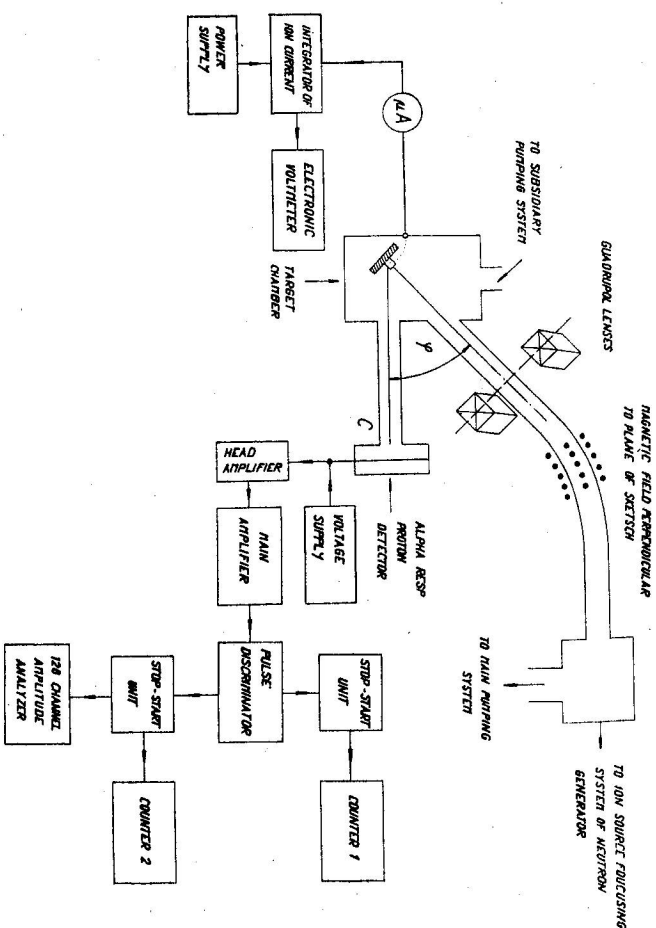 MAGNETIC FIELD PERPENDICULAR
TO PLANE OF SKETSCH
TO ION SOURCE FOUCUSING
SYSTEM OF NEUTRON
GENERATOR
QUADRUPOL LENSES
TO SUBSIDIARY
PUMPING SYSTEM
TO MAIN PUMPING
SYSTEM
μA
φ
C
TARGET
CHAMBER
ALPHA RESP
PROTON
DETECTOR
INTEGRATOR OF
ION CURRENT
ELECTRONIC
VOLTMETER
POWER
SUPPLY
VOLTAGE
SUPPLY
HEAD
AMPLIFIER
MAIN
AMPLIFIER
PULSE
DISCRIMINATOR
STOP-START
UNIT
COUNTER 1
STOP-START
UNIT
COUNTER 2
128 CHANNEL
AMPLITUDE
ANALYZER